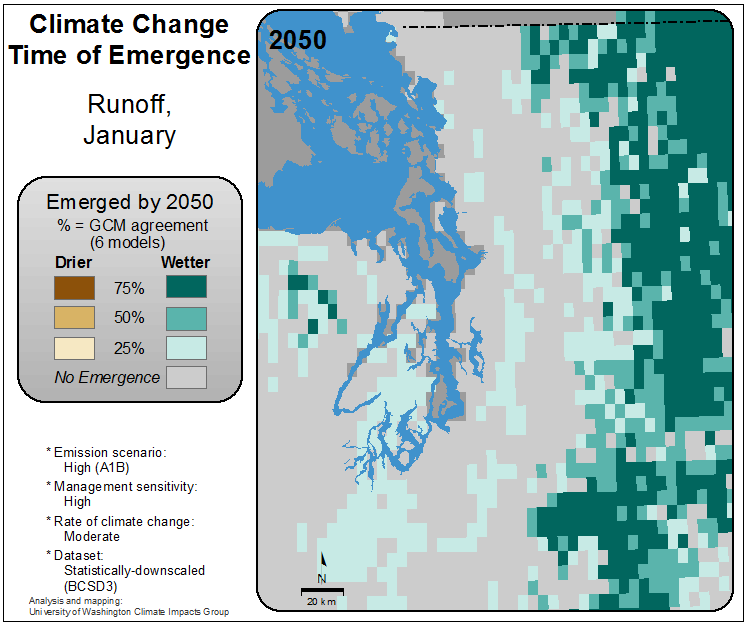 Climate Change
Time of Emergence
Runoff,
January
Emerged by 2050
% = GCM agreement
(6 models)
Drier Wetter
75%
50%
25%
No Emergence
* Emission scenario:
High (A1B)
* Management sensitivity:
High
* Rate of climate change:
Moderate
* Dataset:
Statistically-downscaled
(BCSD3)
Analysis and mapping:
University of Washington Climate Impacts Group
2050
N
20 km